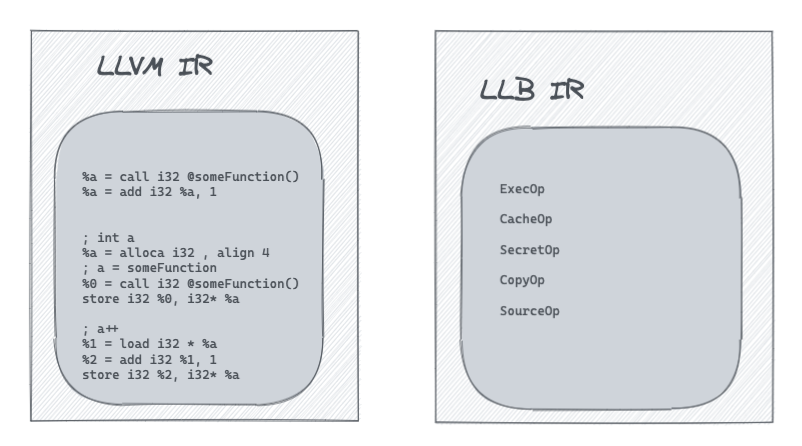 LLVM IR
%a = call i32 @someFunction()
%a = add i32 %a, 1
; int a
%a = alloca i32 , align 4
; a = someFunction
%0 = call i32 @someFunction()
store i32 %0, i32* %a
; a++
%1 = load i32 * %a
%2 = add i32 %1, 1
store i32 %2, i32* %a
LLB IR
ExecOp
CacheOp
SecretOp
CopyOp
SourceOp